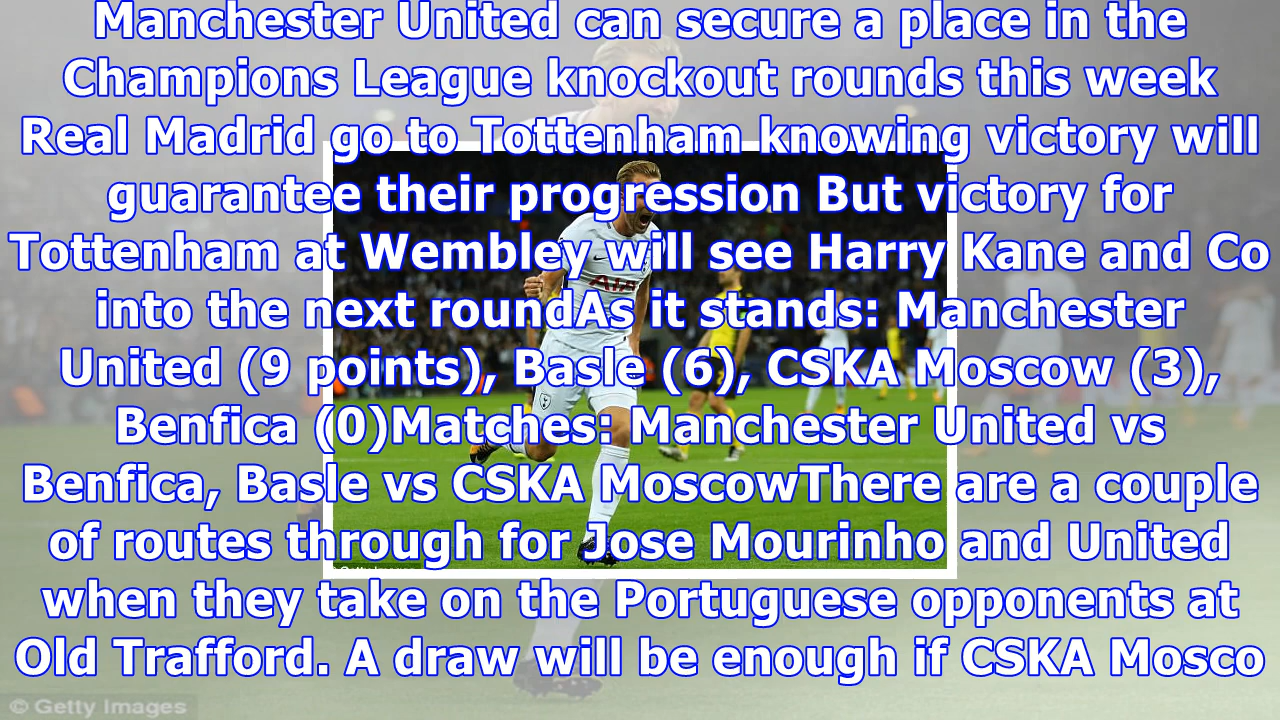 Manchester United can secure a place in the
Champions League knockout rounds this week
Real Madrid go to Tottenham knowing victory will
guarantee their progression But victory for
Tottenham at Wembley will see Harry Kane and Co
into the next roundAs it stands: Manchester
United (9 points), Basle (6), CSKA Moscow (3),
Benfica (0)Matches: Manchester United vs
Benfica, Basle vs CSKA MoscowThere are a couple
of routes through for Jose Mourinho and United
when they take on the Portuguese opponents at
Old Trafford. A draw will be enough if CSKA Mosco
AIA
© Getty Images